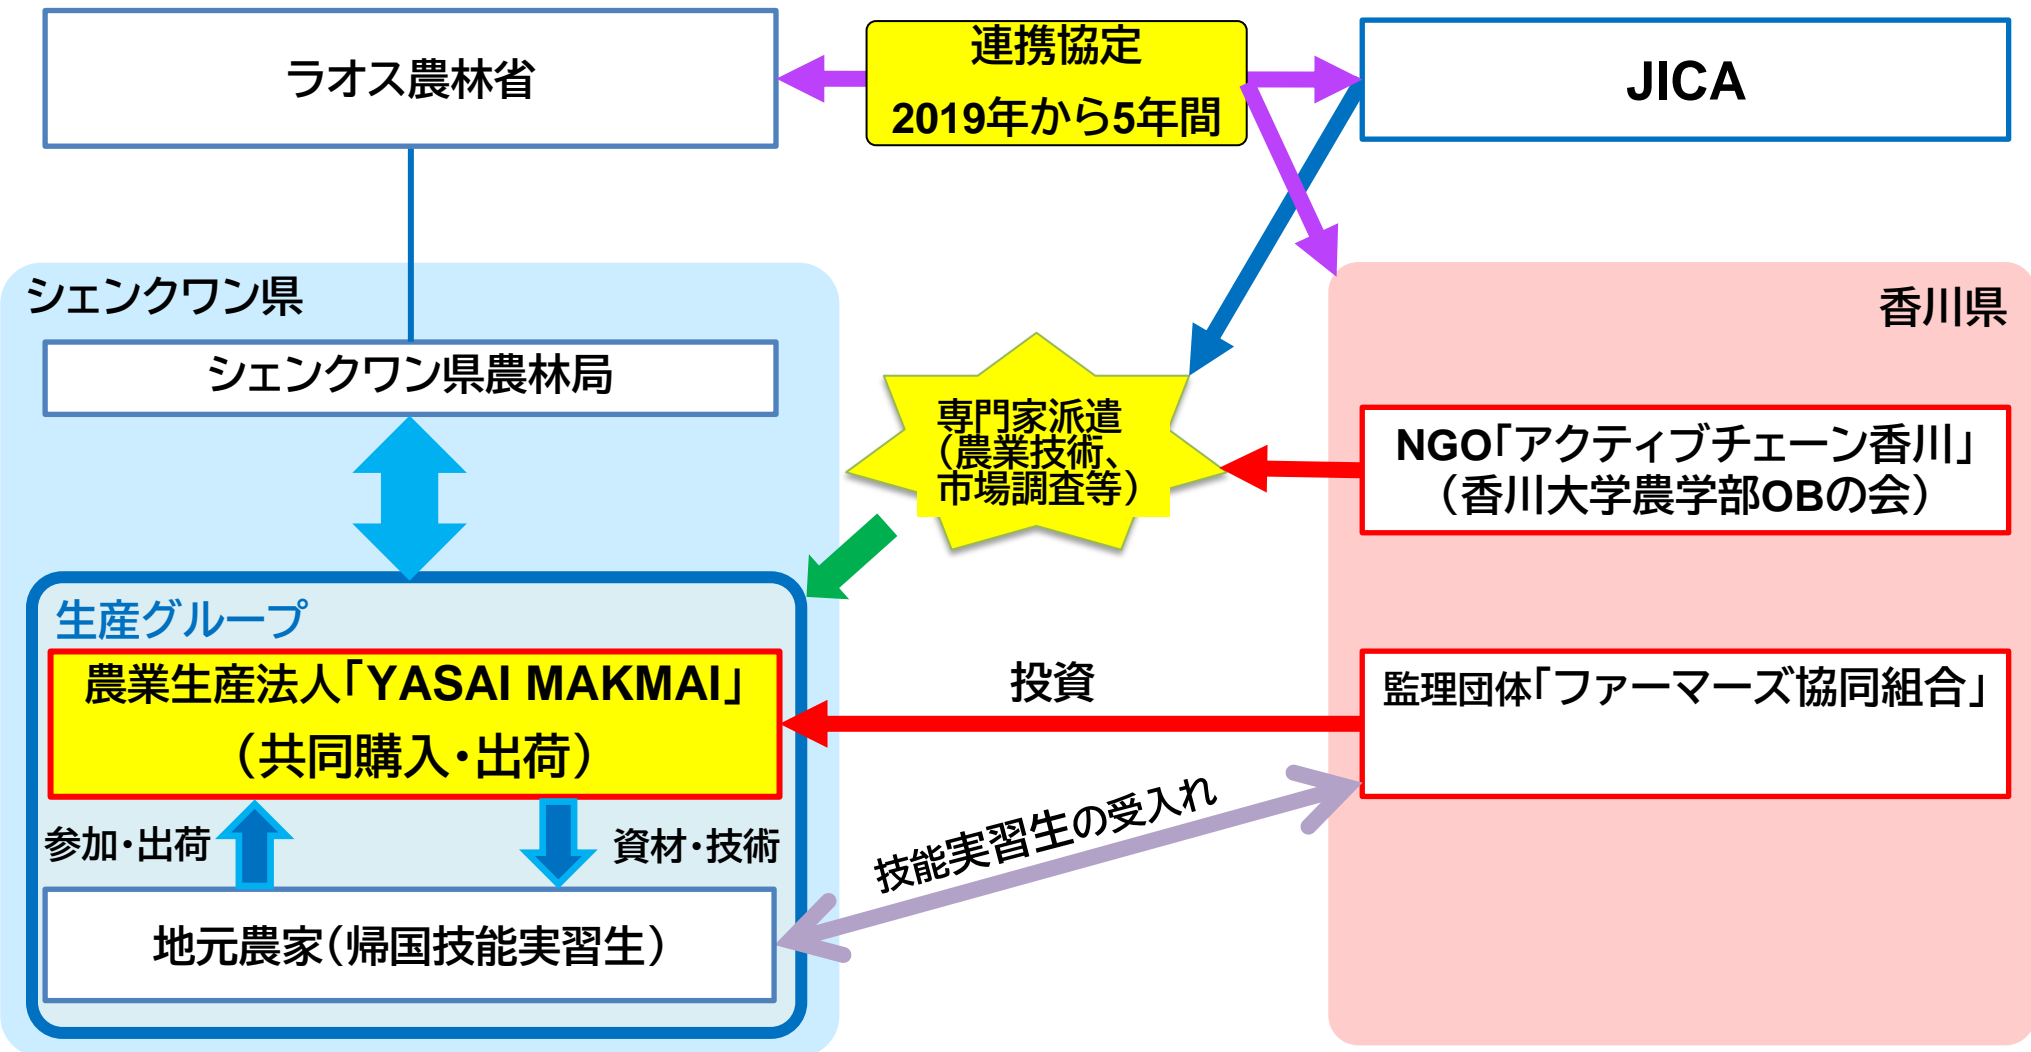 ラオス農林省
連携協定
2019年から5年間
JICA
シェンクワン県
香川県
シェンクワン県農林局
専門家派遣
(農業技術、
市場調査等)
NGO「アクティブチェーン香川」
(香川大学農学部OBの会)
生産グループ
農業生産法人「YASAI MAKMAI」
(共同購入・出荷)
投資
監理団体「ファーマーズ協同組合」
参加・出荷
資材・技術
技能実習生の受入れ
地元農家(帰国技能実習生)